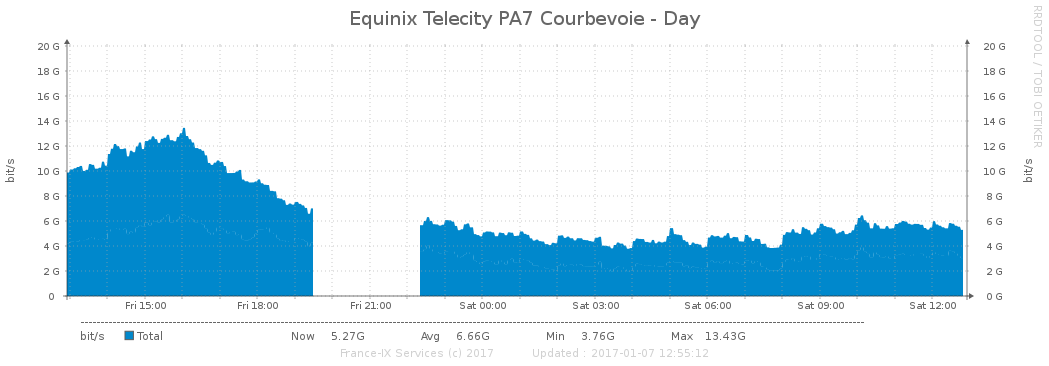 Equinix Telecity PA7 Courbevoie - Day
RRDTOOL / TOBI OETIKER
20 G 20 G
18 G 18 G
16 G 16 G
14 G 14 G
12 G 12 G
10 G 10 G
8 G 8 G
6 G 6 G
4 G 4 G
2 G 2 G
0 0 G
bit/s bit/s
Fri 15:00 Fri 18:00 Fri 21:00 Sat 00:00 Sat 03:00 Sat 06:00 Sat 09:00 Sat 12:00
bit/s Total Now 5.27G Avg 6.66G Min 3.76G Max 13.43G
France-IX Services (c) 2017 Updated : 2017-01-07 12:55:12